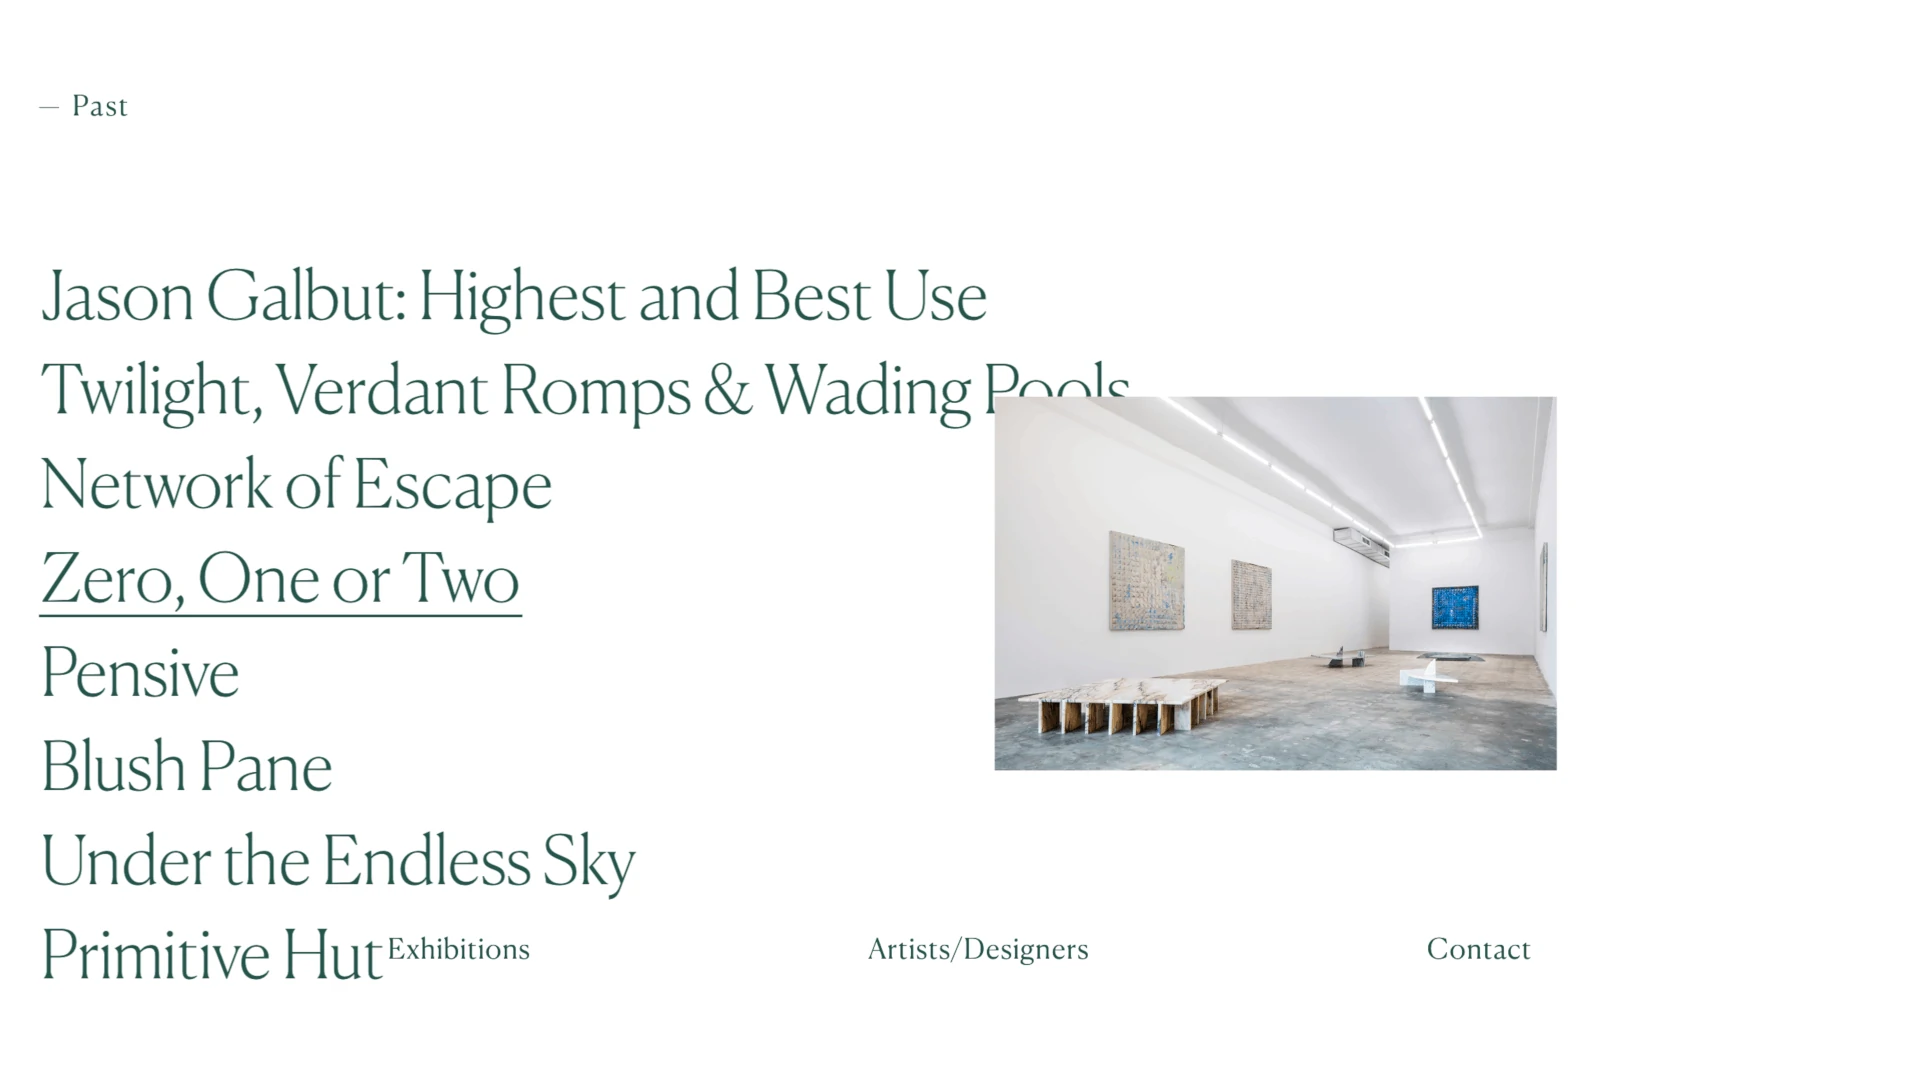 — Past
Jason Galbut: Highest and Best Use
Twilight, Verdant Romps & Wading Pools
Network of Escape
Zero, One or Two
Pensive
Blush Pane
Under the Endless Sky
Primitive Hut
Exhibitions
Artists/Designers
Contact